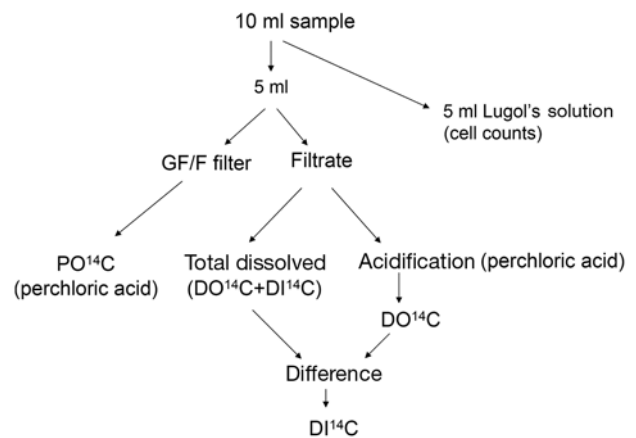 10 ml sample
5 ml
5 ml Lugol's solution
(cell counts)
GF/F filter
Filtrate
PO¹⁴C
(perchloric acid)
Total dissolved
(DO¹⁴C+DI¹⁴C)
Acidification (perchloric acid)
DO¹⁴C
Difference
DI¹⁴C